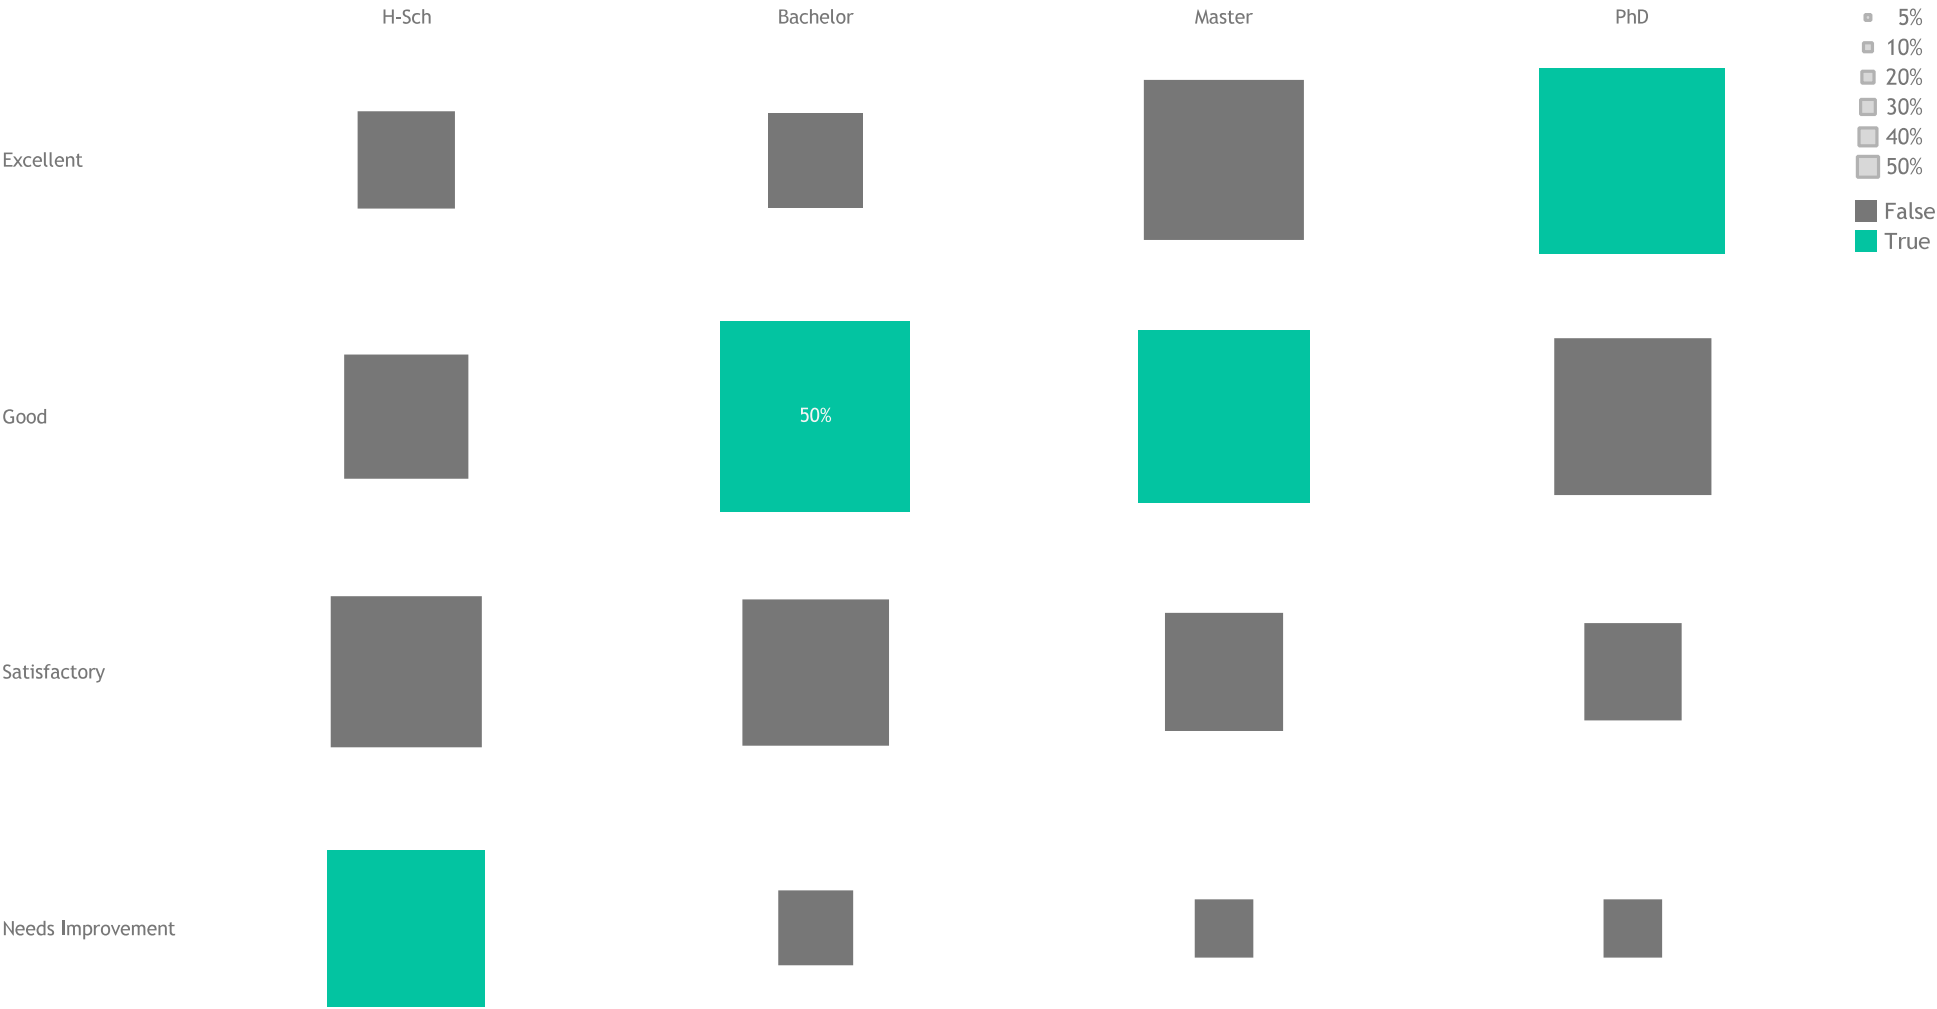 H-Sch Bachelor Master PhD
5%
10%
20%
30%
40%
50%
False
True
Excellent
Good
50%
Satisfactory
Needs Improvement